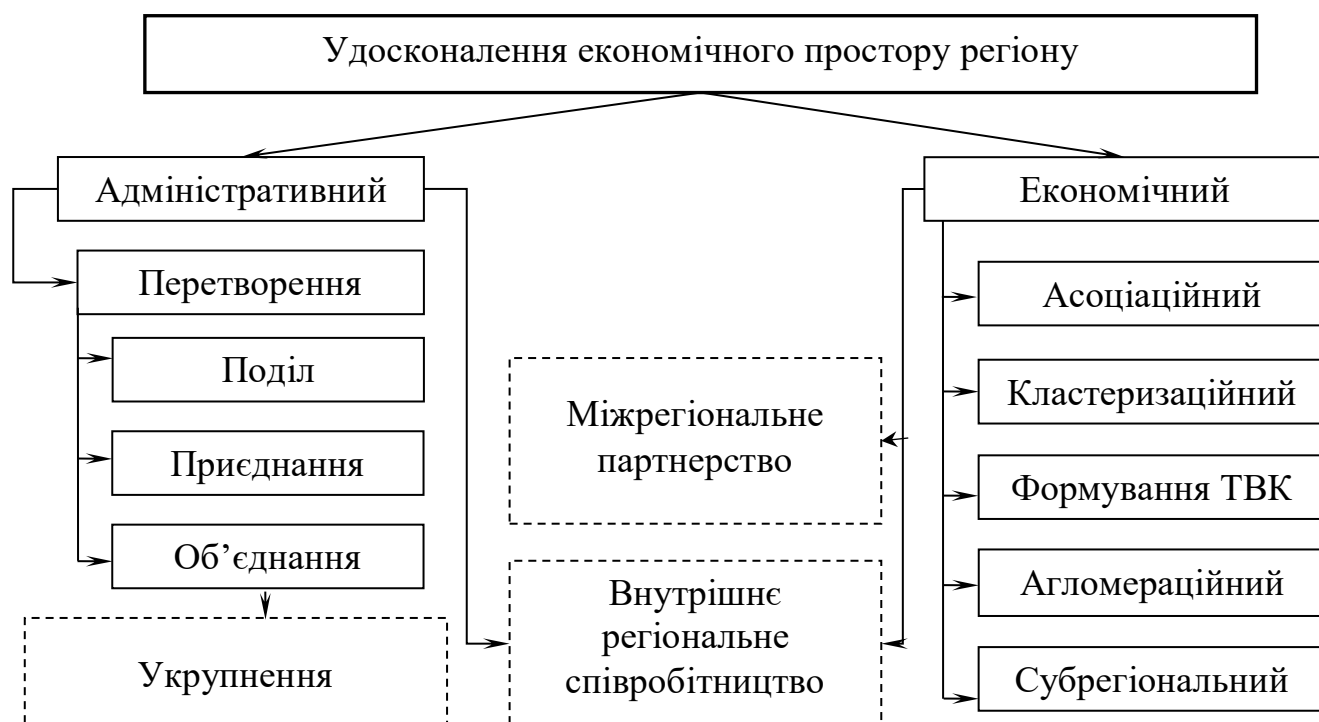 Удосконалення економічного простору регіону
Адміністративний
Економічний
Перетворення
Поділ
Приєднання
Об’єднання
Укрупнення
Міжрегіональне
партнерство
Внутрішнє
регіональне
співробітництво
Асоціаційний
Кластеризаційний
Формування ТВК
Агломераційний
Субрегіональний